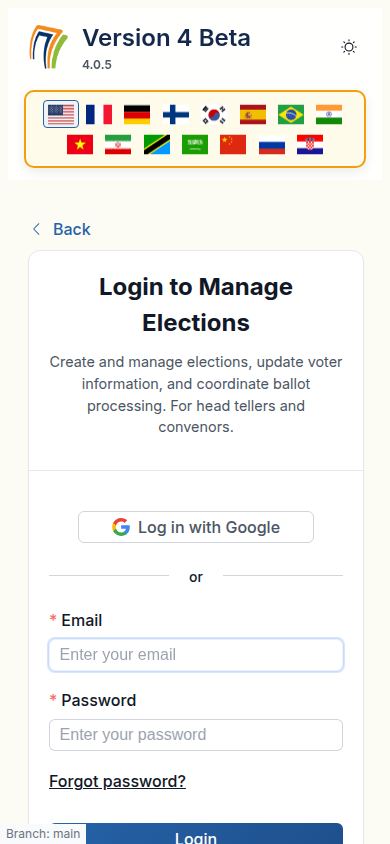 Version 4 Beta
4.0.5
Back
Login to Manage
Elections
Create and manage elections, update voter
information, and coordinate ballot
processing. For head tellers and
convenors.
Log in with Google
or
* Email
Enter your email
* Password
Enter your password
Forgot password?
Login
Branch: main